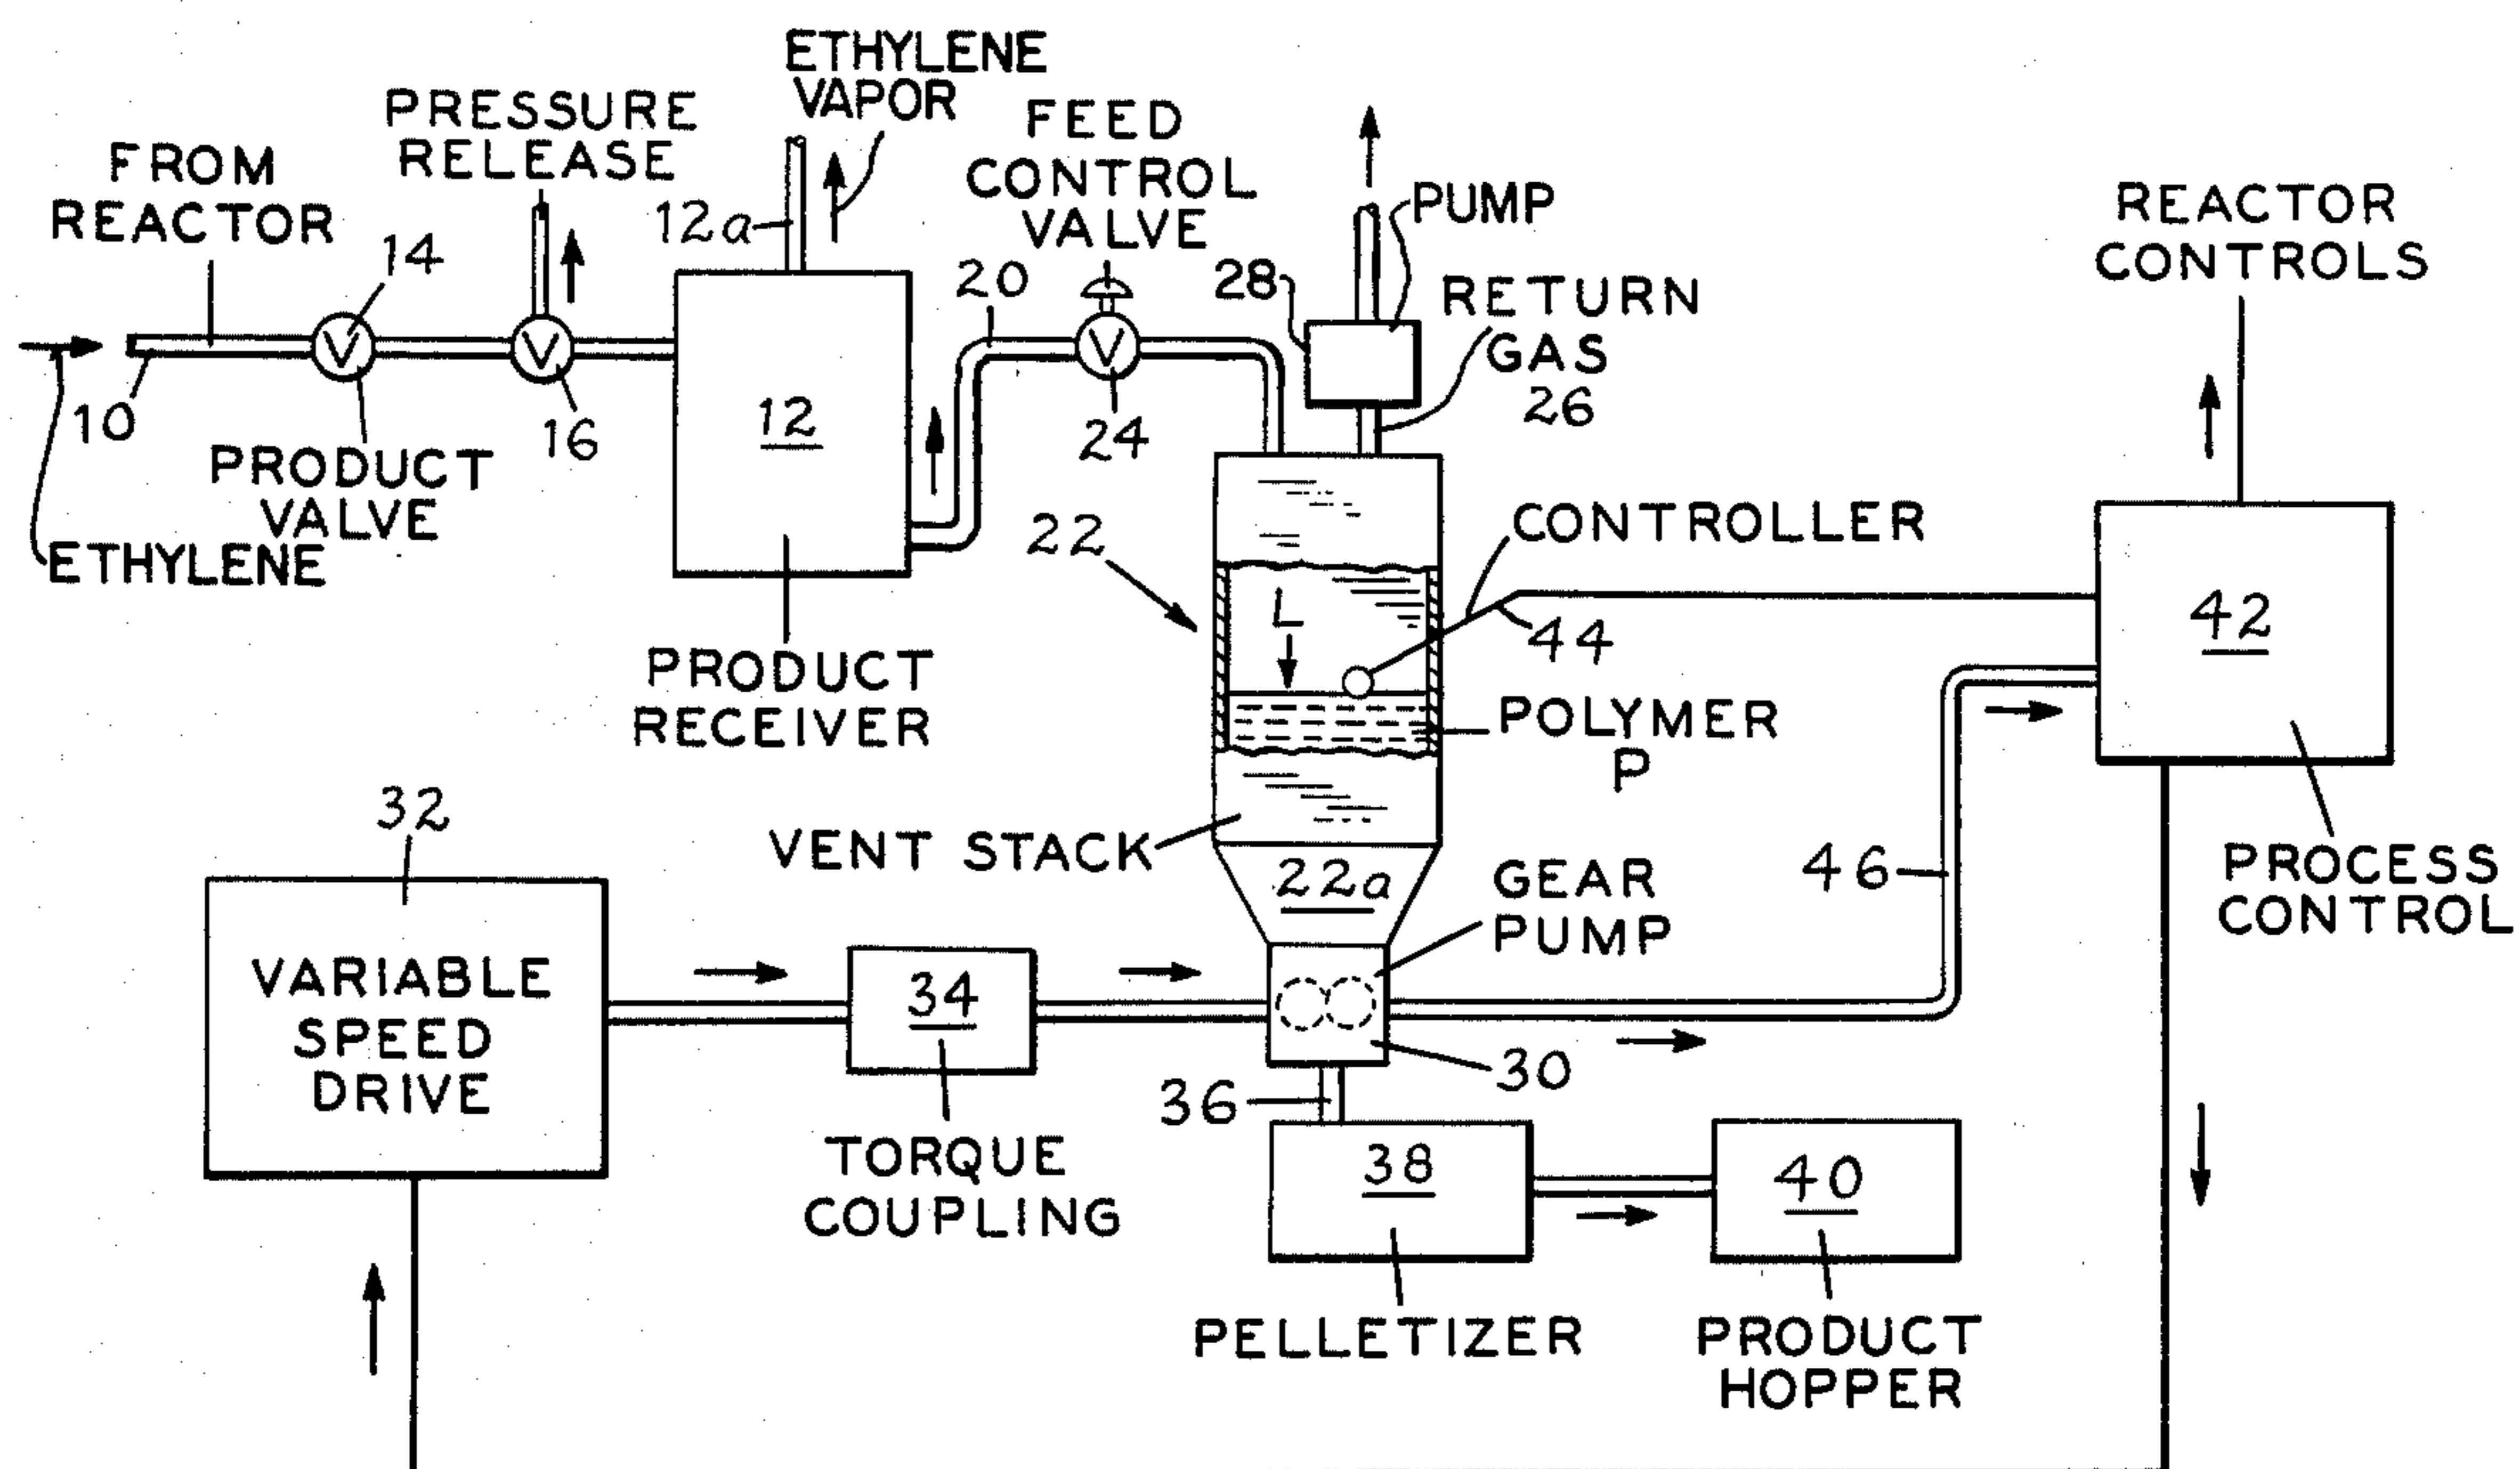 ETHYLENE
VAPOR
PRESSURE
RELEASE
FEED
CONTROL
VALVE
FROM
REACTOR
14
12a
20
28
PUMP
RETURN
GAS
26
REACTOR
CONTROLS
V
V
V
10
16
12
24
PRODUCT
VALVE
ETHYLENE
22
CONTROLLER
L
44
42
PRODUCT
RECEIVER
POLYMER
P
32
VENT STACK
22a
GEAR
PUMP
46
PROCESS
CONTROL
VARIABLE
SPEED
DRIVE
34
30
36
TORQUE
COUPLING
38
40
PELLETIZER
PRODUCT
HOPPER